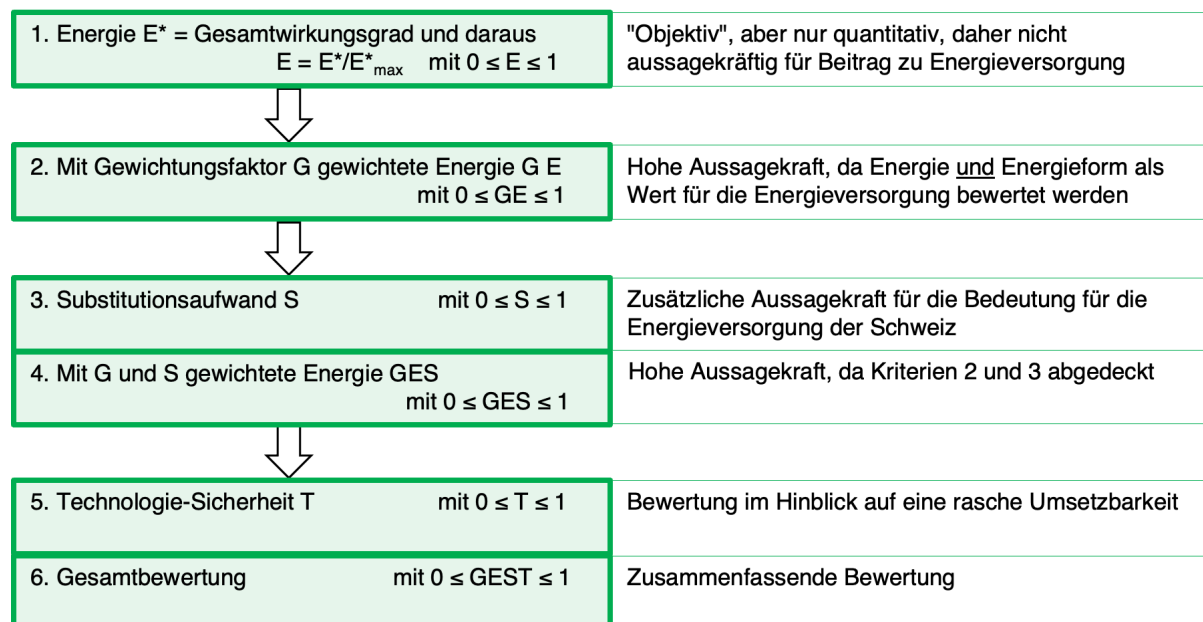 1. Energie E* = Gesamtwirkungsgrad und daraus
E = E*/E*max mit 0 ≤ E ≤ 1
"Objektiv", aber nur quantitativ, daher nicht
aussagekräftig für Beitrag zu Energieversorgung
2. Mit Gewichtungsfaktor G gewichtete Energie G E
mit 0 ≤ GE ≤ 1
Hohe Aussagekraft, da Energie und Energieform als
Wert für die Energieversorgung bewertet werden
3. Substitutionsaufwand S mit 0 ≤ S ≤ 1
Zusätzliche Aussagekraft für die Bedeutung für die
Energieversorgung der Schweiz
4. Mit G und S gewichtete Energie GES
mit 0 ≤ GES ≤ 1
Hohe Aussagekraft, da Kriterien 2 und 3 abgedeckt
5. Technologie-Sicherheit T mit 0 ≤ T ≤ 1
Bewertung im Hinblick auf eine rasche Umsetzbarkeit
6. Gesamtbewertung mit 0 ≤ GEST ≤ 1
Zusammenfassende Bewertung